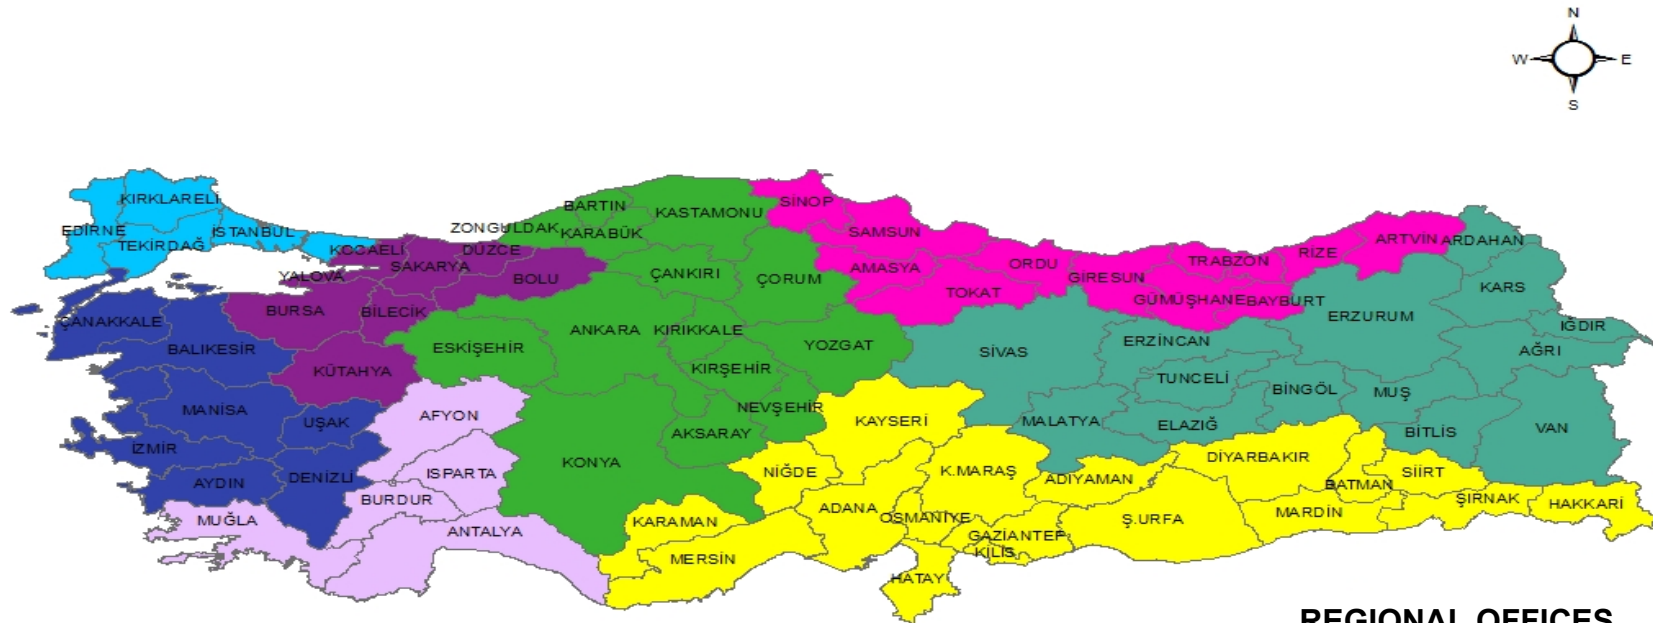 N
W E
S
KIRKLARELİ
EDİRNE
TEKİRDAĞ
İSTANBUL
KOCAELİ
YALOVA
SAKARYA
DÜZCE
BOLU
BURSA
BİLECİK
KÜTAHYA
ZONGULDAK
BARTIN
KARABÜK
KASTAMONU
ÇANKIRI
ÇORUM
ANKARA
KIRIKKALE
ESKİŞEHİR
YOZGAT
KIRŞEHİR
NEVŞEHİR
AKSARAY
KONYA
SİNOP
SAMSUN
AMASYA
TOKAT
ORDU
GİRESUN
TRABZON
GÜMÜŞHANE
BAYBURT
RİZE
ARTVİN
ARDAHAN
KARS
IĞDIR
ERZURUM
AĞRI
SİVAS
ERZİNCAN
TUNCELİ
BİNGÖL
MUŞ
MALATYA
ELAZIĞ
BİTLİS
VAN
ÇANAKKALE
BALIKESİR
MANİSA
UŞAK
İZMİR
AYDIN
DENİZLİ
AFYON
ISPARTA
BURDUR
MUĞLA
ANTALYA
KAYSERİ
NİĞDE
K.MARAŞ
ADANA
KARAMAN
MERSİN
OSMANİYE
GAZİANTEP
KİLİS
HATAY
ADIYAMAN
Ş.URFA
DİYARBAKIR
MARDİN
BATMAN
SİİRT
ŞIRNAK
HAKKARİ
REGIONAL OFFICES